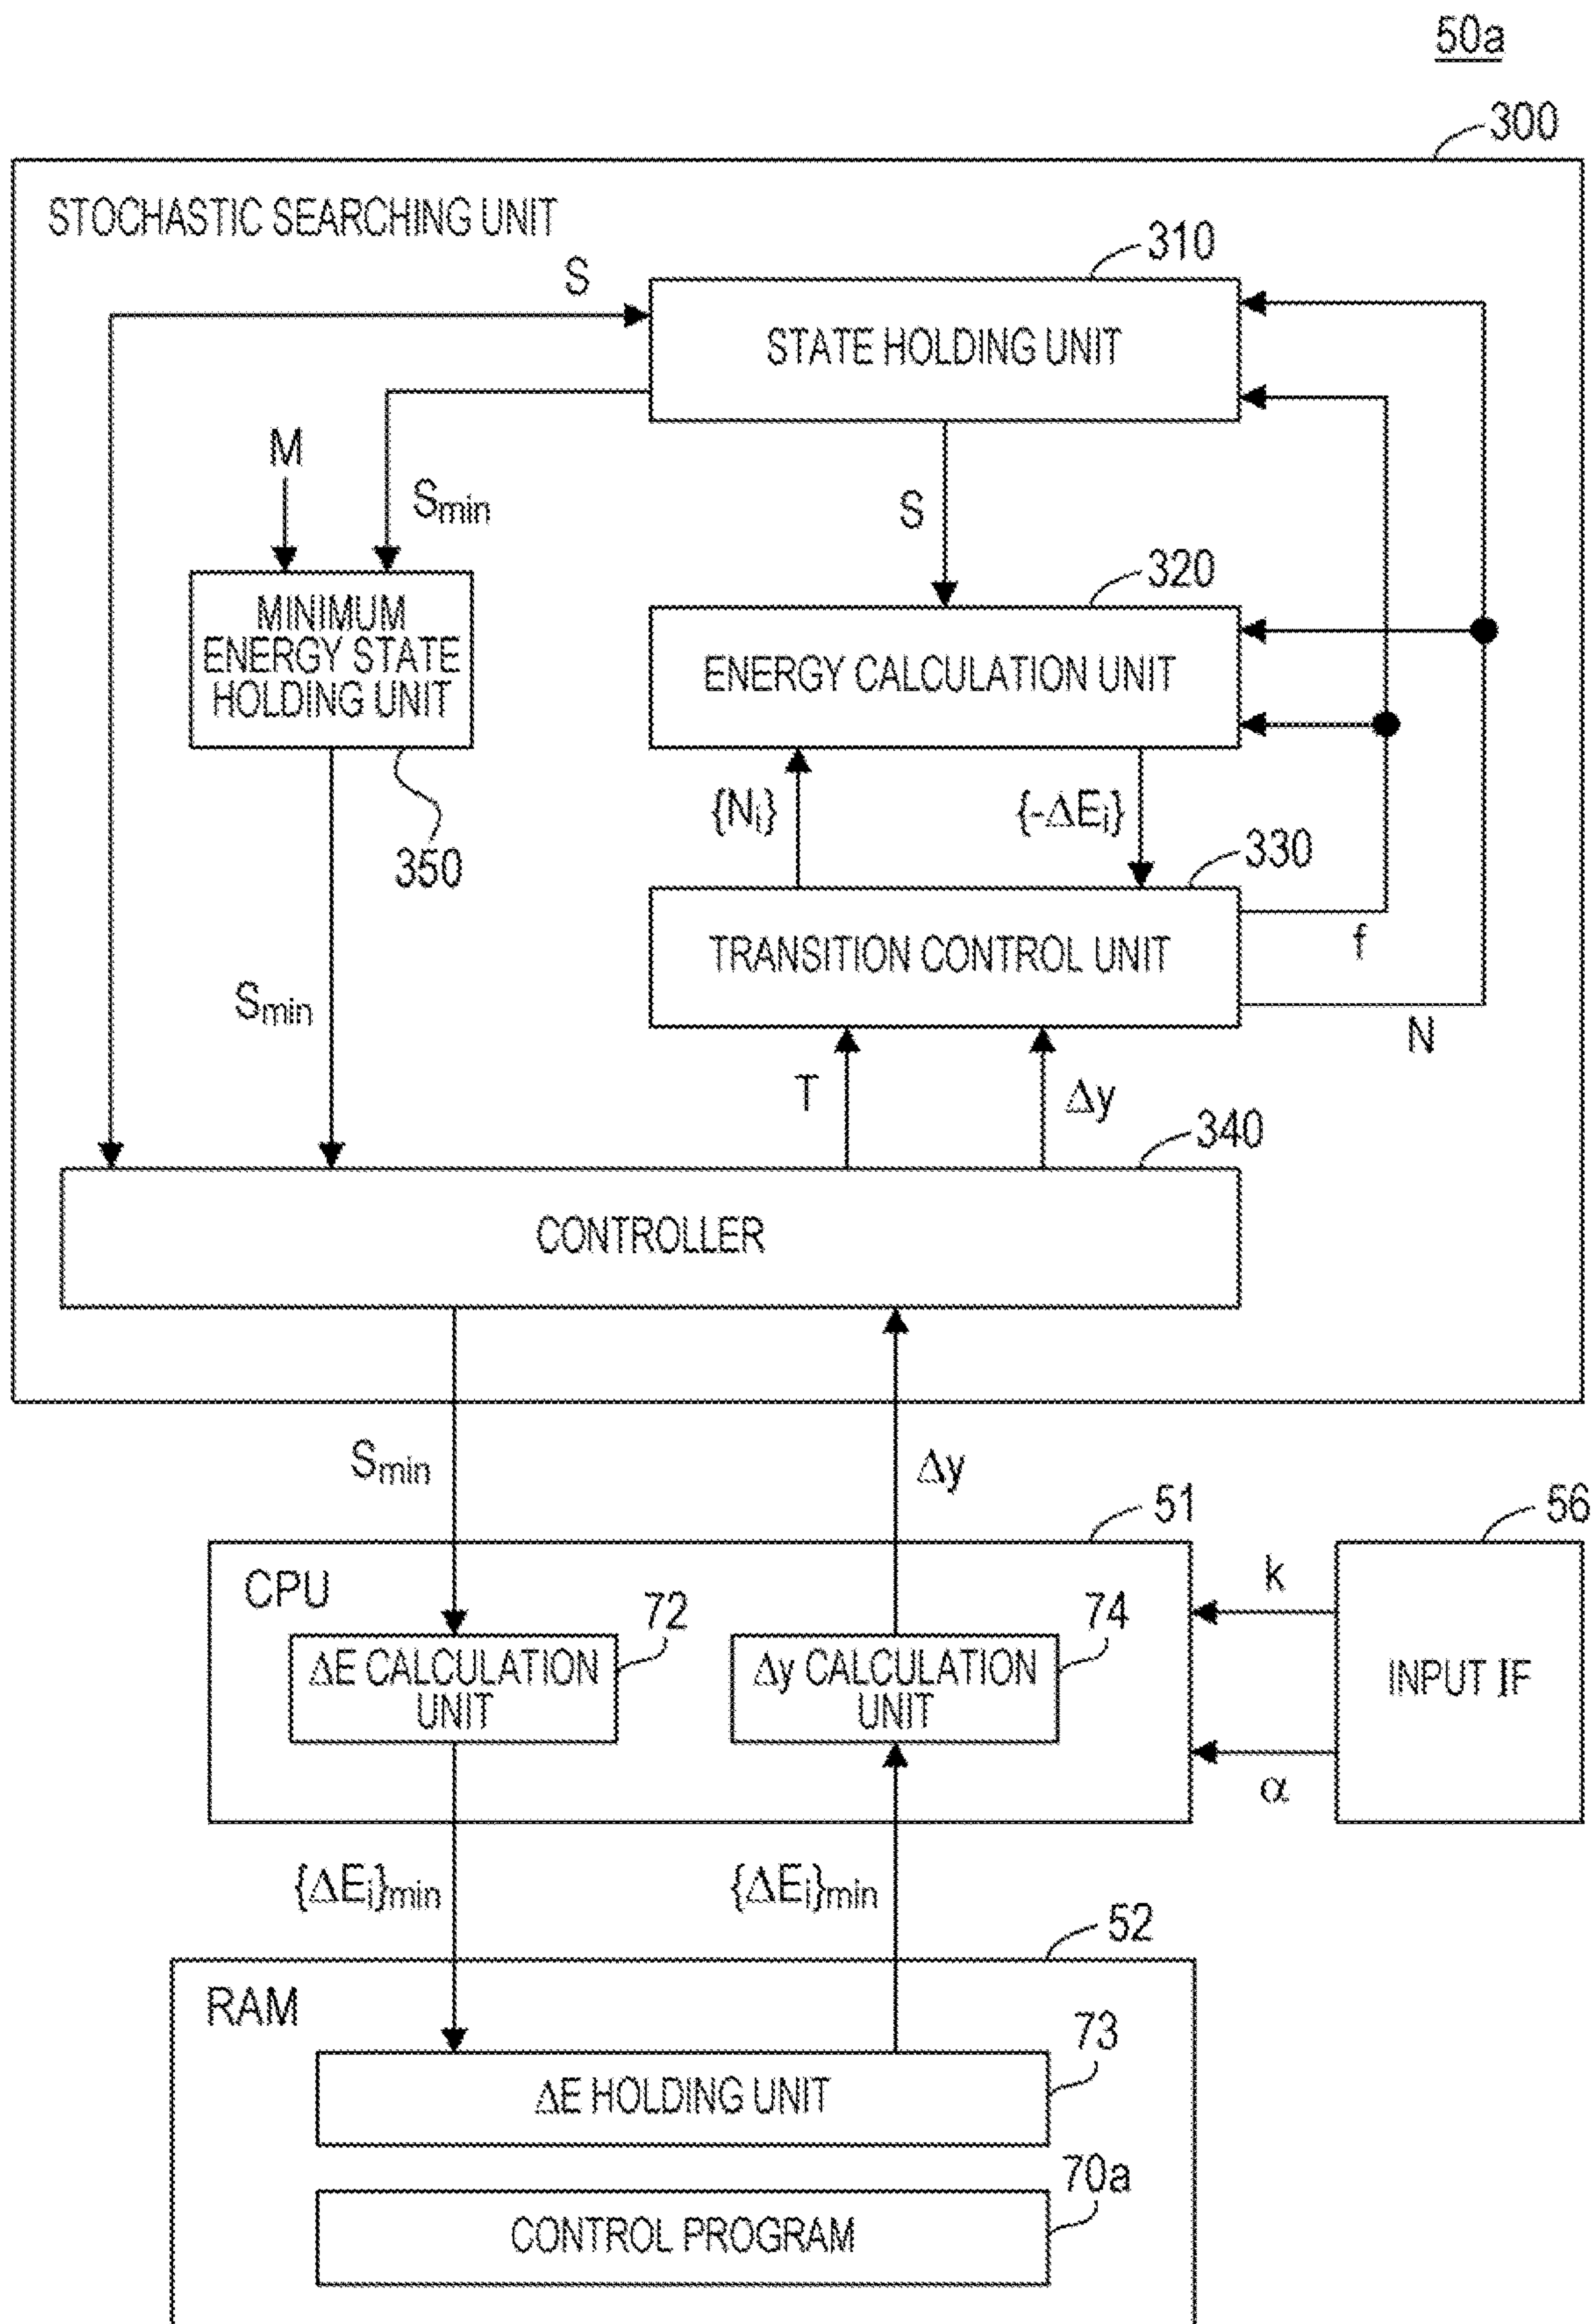 50a
300
STOCHASTIC SEARCHING UNIT
310
S
STATE HOLDING UNIT
M
Smin
S
320
MINIMUM
ENERGY STATE
HOLDING UNIT
ENERGY CALCULATION UNIT
350
{Ni}
{-ΔEi}
330
TRANSITION CONTROL UNIT
f
N
Smin
T
Δy
340
CONTROLLER
Smin
Δy
51
56
CPU
72
74
k
ΔE CALCULATION
UNIT
Δy CALCULATION
UNIT
INPUT IF
α
{ΔEi}min
{ΔEi}min
52
RAM
73
ΔE HOLDING UNIT
70a
CONTROL PROGRAM